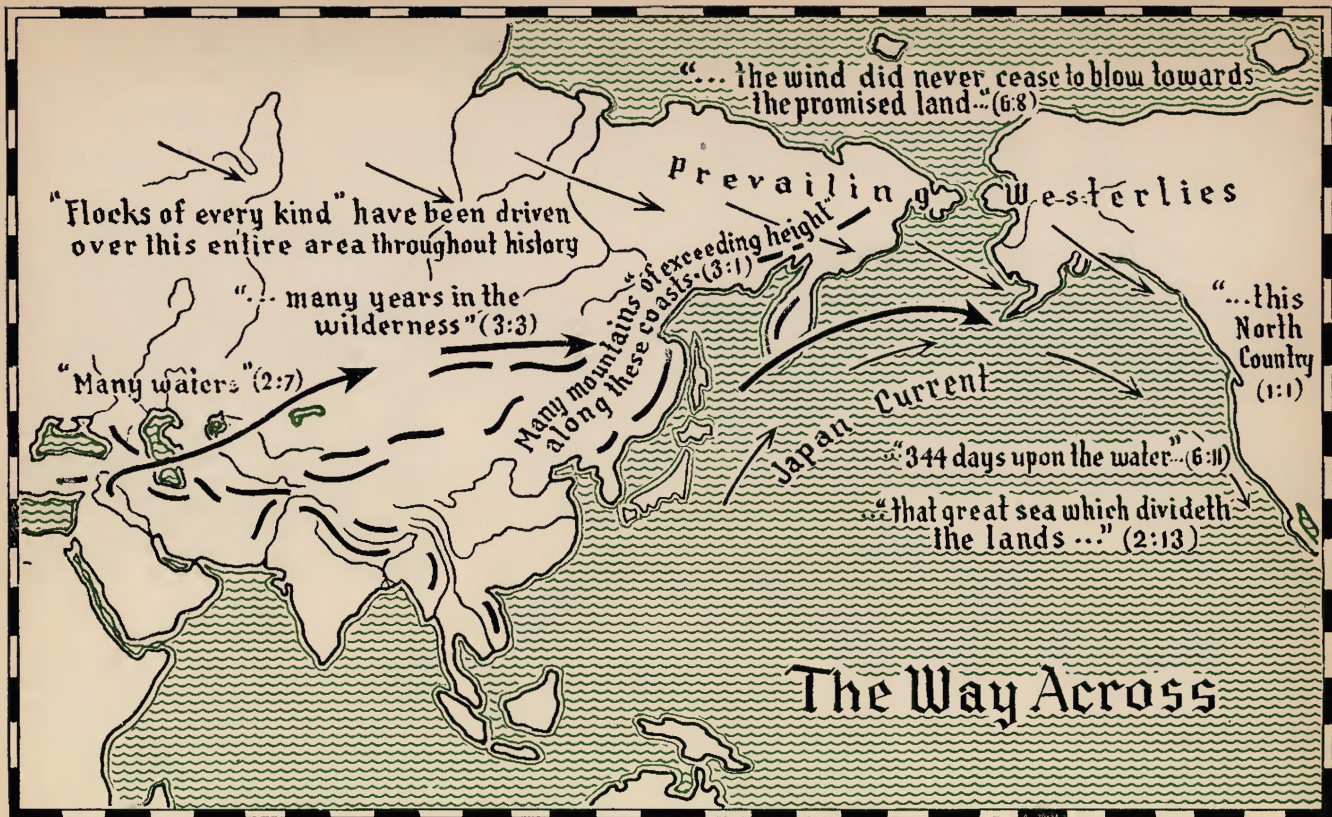 "... the wind did never cease to blow towards
the promised land..." (6:8)
Prevailing Westerlies
"Flocks of every kind" have been driven
over this entire area throughout history
"... many years in the
wilderness" (3:3)
Many mountains "of exceeding height"
along these coasts. (3:1)
"...this
North
Country
(1:1)
"Many waters" (2:7)
Japan Current
"344 days upon the water"...(6:11)
..."that great sea which divideth
the lands ..." (2:13)
The Way Across